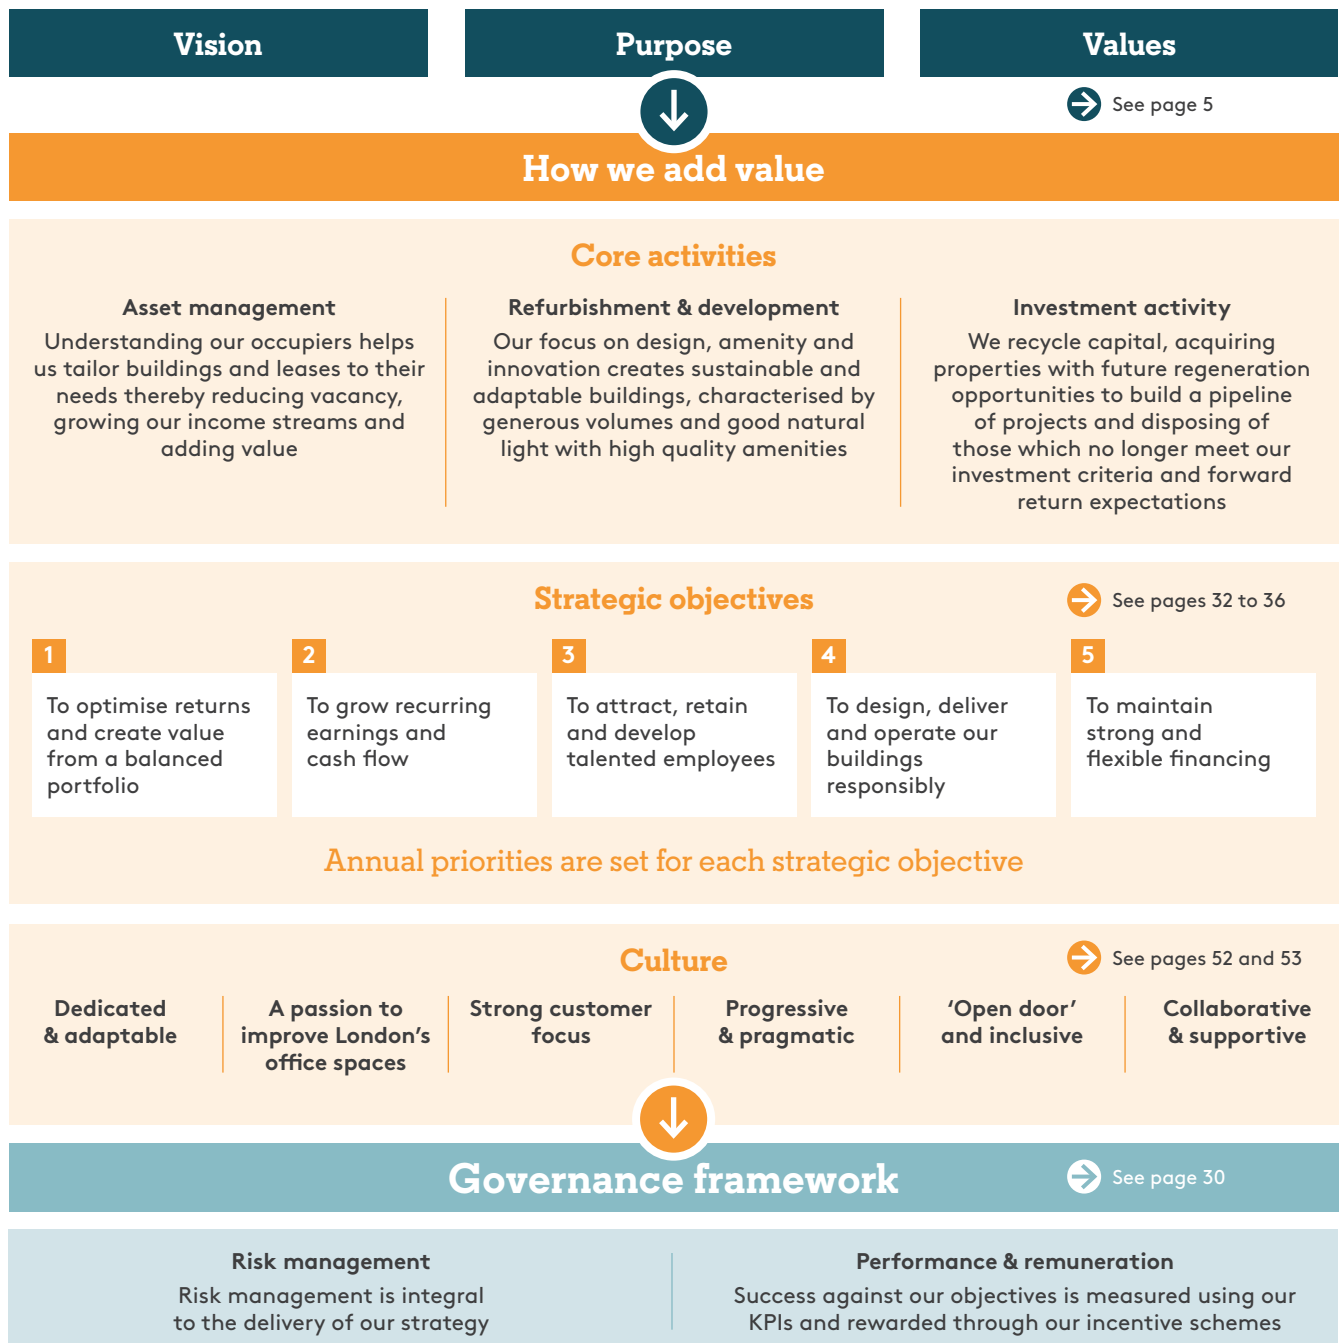 Vision
Purpose
Values
See page 5
How we add value
Core activities
Asset management
Understanding our occupiers helps
us tailor buildings and leases to their
needs thereby reducing vacancy,
growing our income streams and
adding value
Refurbishment & development
Our focus on design, amenity and
innovation creates sustainable and
adaptable buildings, characterised by
generous volumes and good natural
light with high quality amenities
Investment activity
We recycle capital, acquiring
properties with future regeneration
opportunities to build a pipeline
of projects and disposing of
those which no longer meet our
investment criteria and forward
return expectations
Strategic objectives
See pages 32 to 36
1
To optimise returns
and create value
from a balanced
portfolio
2
To grow recurring
earnings and
cash flow
3
To attract, retain
and develop
talented employees
4
To design, deliver
and operate our
buildings
responsibly
5
To maintain
strong and
flexible financing
Annual priorities are set for each strategic objective
Culture
See pages 52 and 53
Dedicated
& adaptable
A passion to
improve London's
office spaces
Strong customer
focus
Progressive
& pragmatic
‘Open door’
and inclusive
Collaborative
& supportive
Governance framework
See page 30
Risk management
Risk management is integral
to the delivery of our strategy
Performance & remuneration
Success against our objectives is measured using our
KPIs and rewarded through our incentive schemes